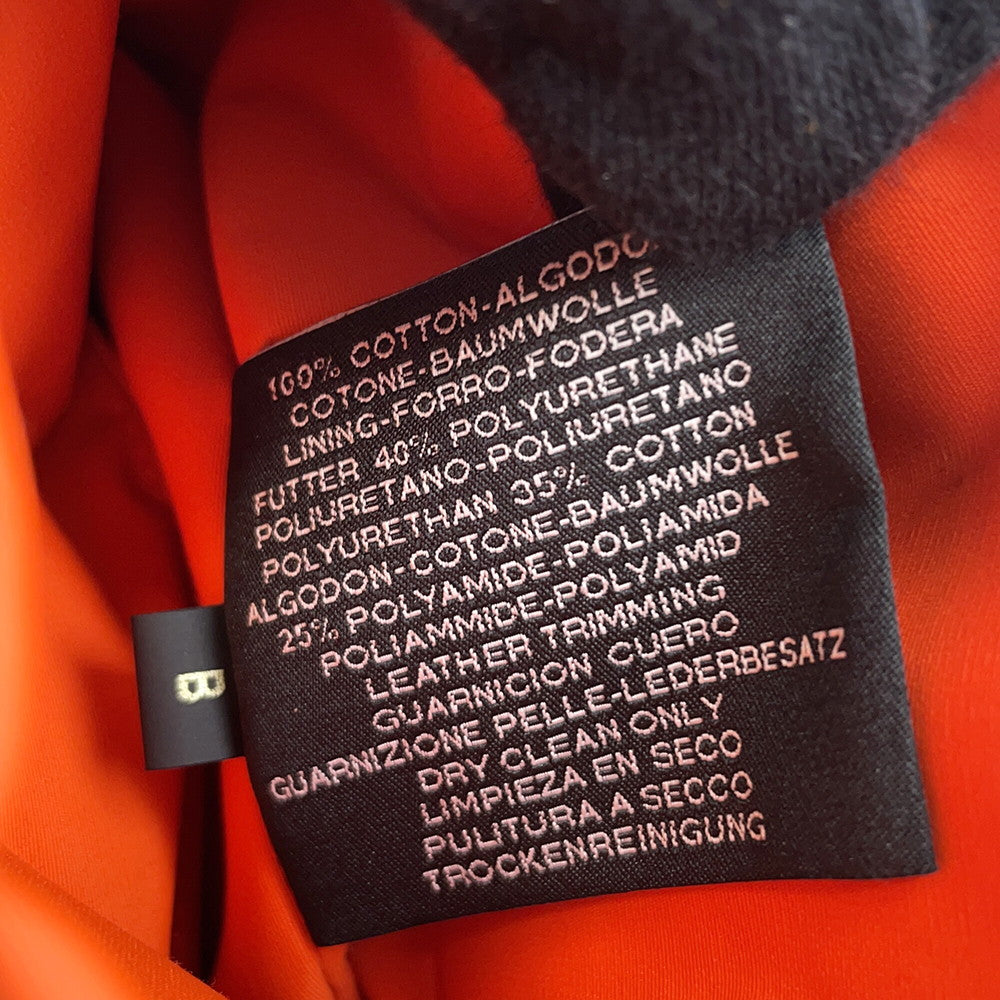 100% COTTON-ALGODO
COTONE-BAUMWOLLE
LINING-FORRO-FODERA
FUTTER 40% POLYURETHANE
POLIURETANO-POLIURETANO
POLYURETHAN 35% COTTON
ALGODON-COTONE-BAUMWOLLE
25% POLYAMIDE-POLIAMIDA
POLIAMMIDE-POLYAMID
LEATHER TRIMMING
GUARNICION CUERO
GUARNIZIONE PELLE-LEDERBESATZ
DRY CLEAN ONLY
LIMPIEZA EN SECO
PULITURA A SECCO
TROCKENREINIGUNG
B